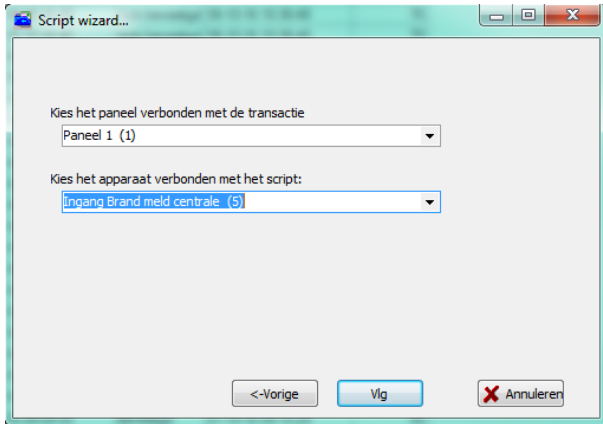 Script wizard...
Kies het paneel verbonden met de transactie
Paneel 1 (1)
Kies het apparaat verbonden met het script:
Ingang Brand meld centrale (5)
<-Vorige
Vlg
Annuleren